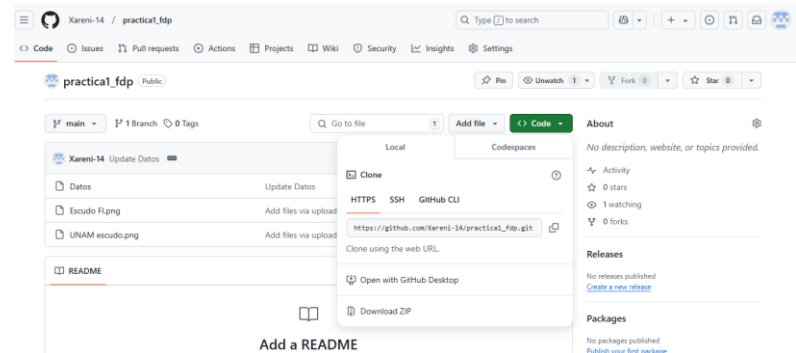 Xareni-14 / practica1_fdp
Type / to search
Code Issues Pull requests Actions Projects Wiki Security Insights Settings
practica1_fdp Public
Pin Unwatch 1 Fork 0 Star 0
main 1 Branch 0 Tags
Go to file t
Add file Code
About
No description, website, or topics provided.
Activity
0 stars
1 watching
0 forks
Releases
No releases published
Create a new release
Packages
No packages published
Publish your first package
Local Codespaces
Clone
HTTPS SSH GitHub CLI
https://github.com/Xareni-14/practica1_fdp.git
Clone using the web URL.
Open with GitHub Desktop
Download ZIP
Xareni-14 Update Datos
Datos Update Datos
Escudo FI.png Add files via upload
UNAM escudo.png Add files via upload
README
Add a README